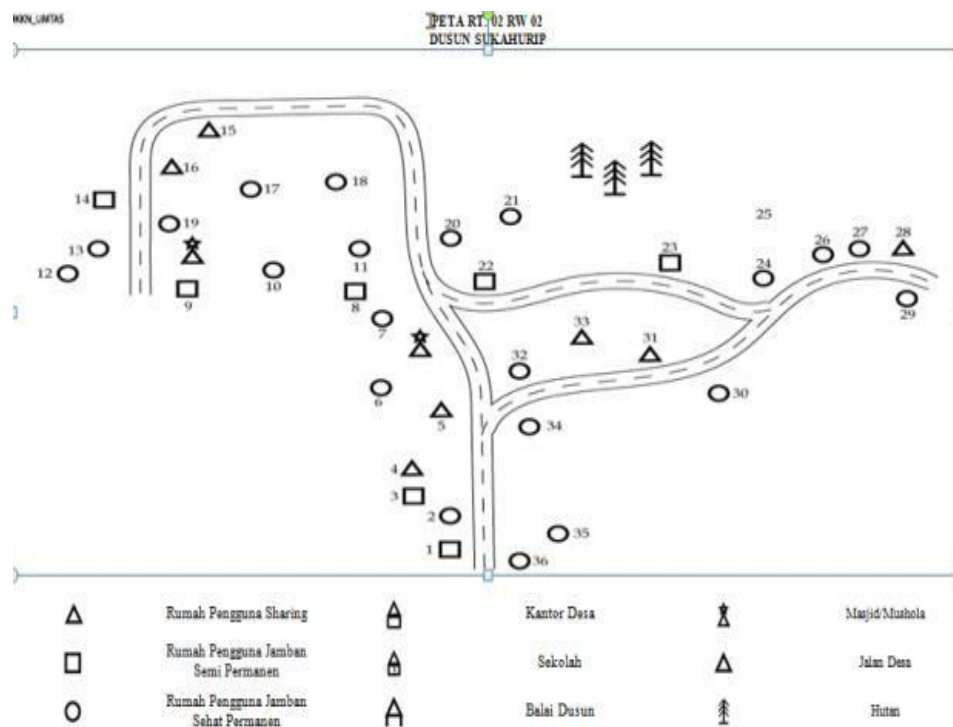 KKN_UMTAS
PETA RT. 02 RW 02
DUSUN SUKAHURIP
15
16
17
18
14
19
13
12
9
10
11
8
7
6
5
4
3
2
1
20
21
22
23
25
24
26
27
28
29
33
31
32
30
34
35
36
Rumah Pengguna Sharing
Kantor Desa
Masjid/Mushola
Rumah Pengguna Jamban
Semi Permanen
Sekolah
Jalan Desa
Rumah Pengguna Jamban
Sehat Permanen
Balai Dusun
Hutan